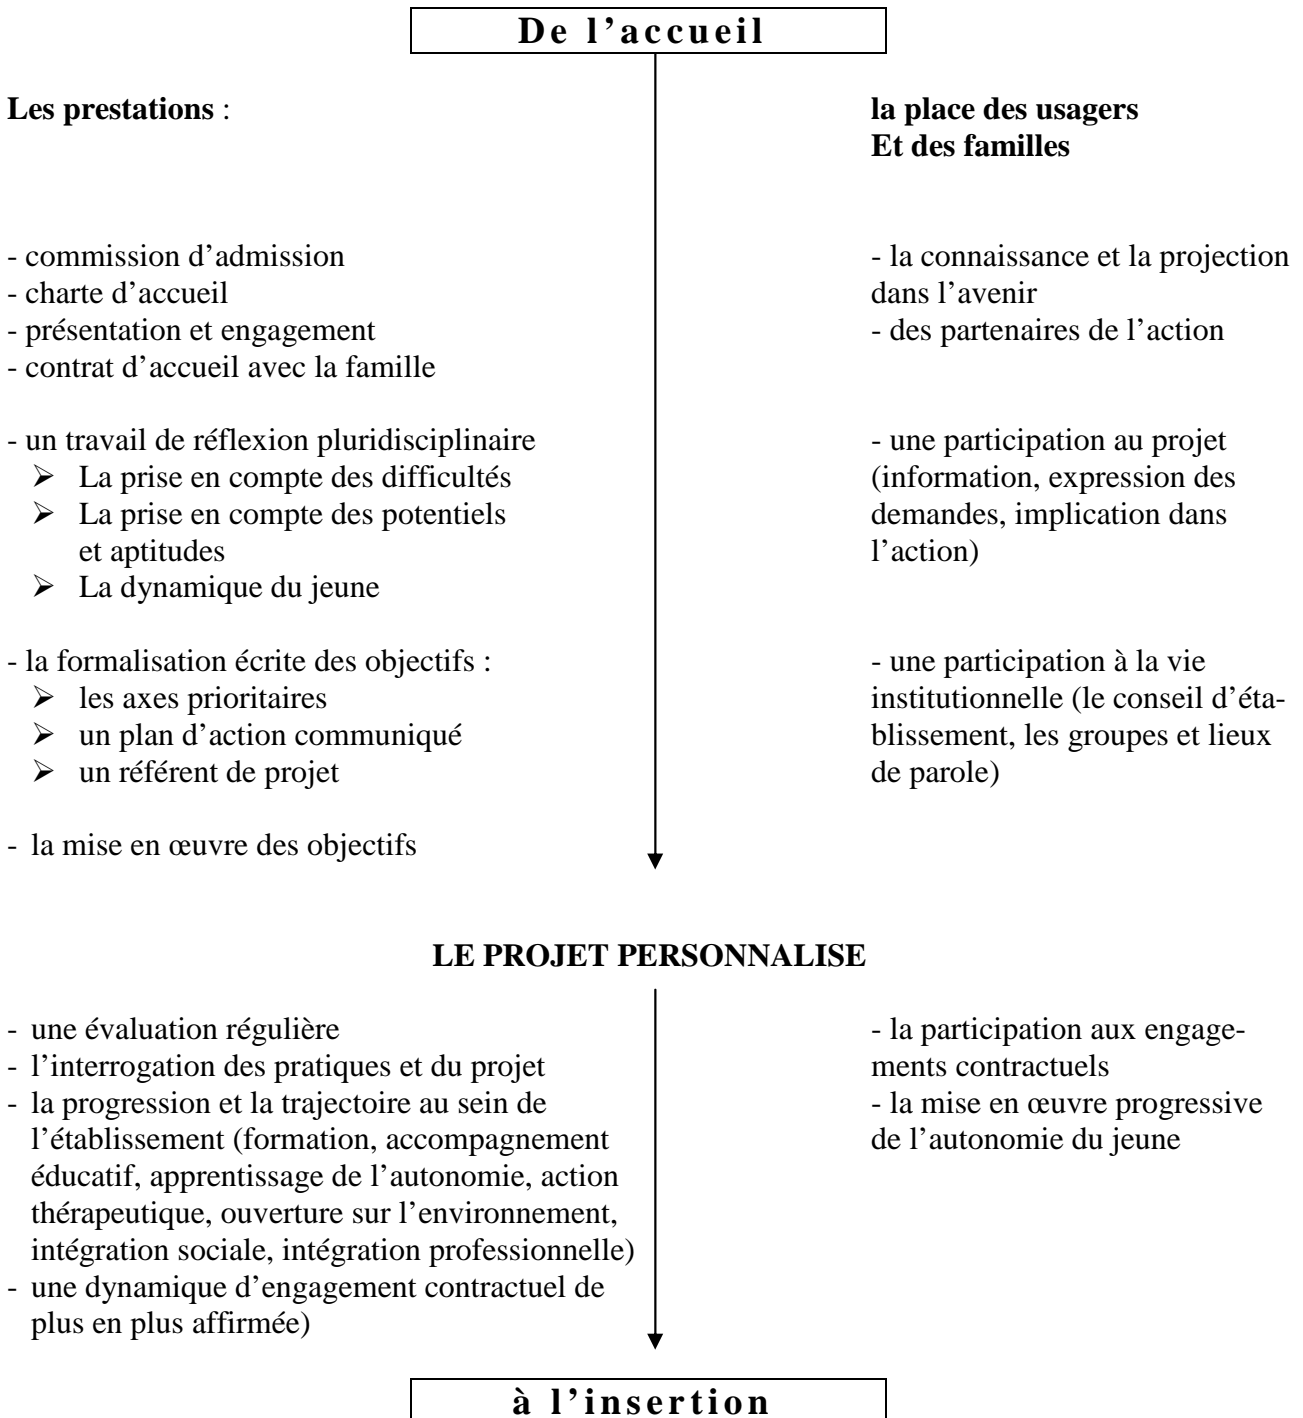 De l’accueil
Les prestations :
la place des usagers
Et des familles
- commission d’admission
- charte d’accueil
- présentation et engagement
- contrat d’accueil avec la famille
- la connaissance et la projection
dans l’avenir
- des partenaires de l’action
- un travail de réflexion pluridisciplinaire
➢ La prise en compte des difficultés
➢ La prise en compte des potentiels
et aptitudes
➢ La dynamique du jeune
- une participation au projet
(information, expression des
demandes, implication dans
l’action)
- la formalisation écrite des objectifs :
➢ les axes prioritaires
➢ un plan d’action communiqué
➢ un référent de projet
- une participation à la vie
institutionnelle (le conseil d’éta-
blissement, les groupes et lieux
de parole)
- la mise en œuvre des objectifs
LE PROJET PERSONNALISE
- une évaluation régulière
- l’interrogation des pratiques et du projet
- la progression et la trajectoire au sein de
l’établissement (formation, accompagnement
éducatif, apprentissage de l’autonomie, action
thérapeutique, ouverture sur l’environnement,
intégration sociale, intégration professionnelle)
- une dynamique d’engagement contractuel de
plus en plus affirmée)
- la participation aux engage-
ments contractuels
- la mise en œuvre progressive
de l’autonomie du jeune
à l’insertion